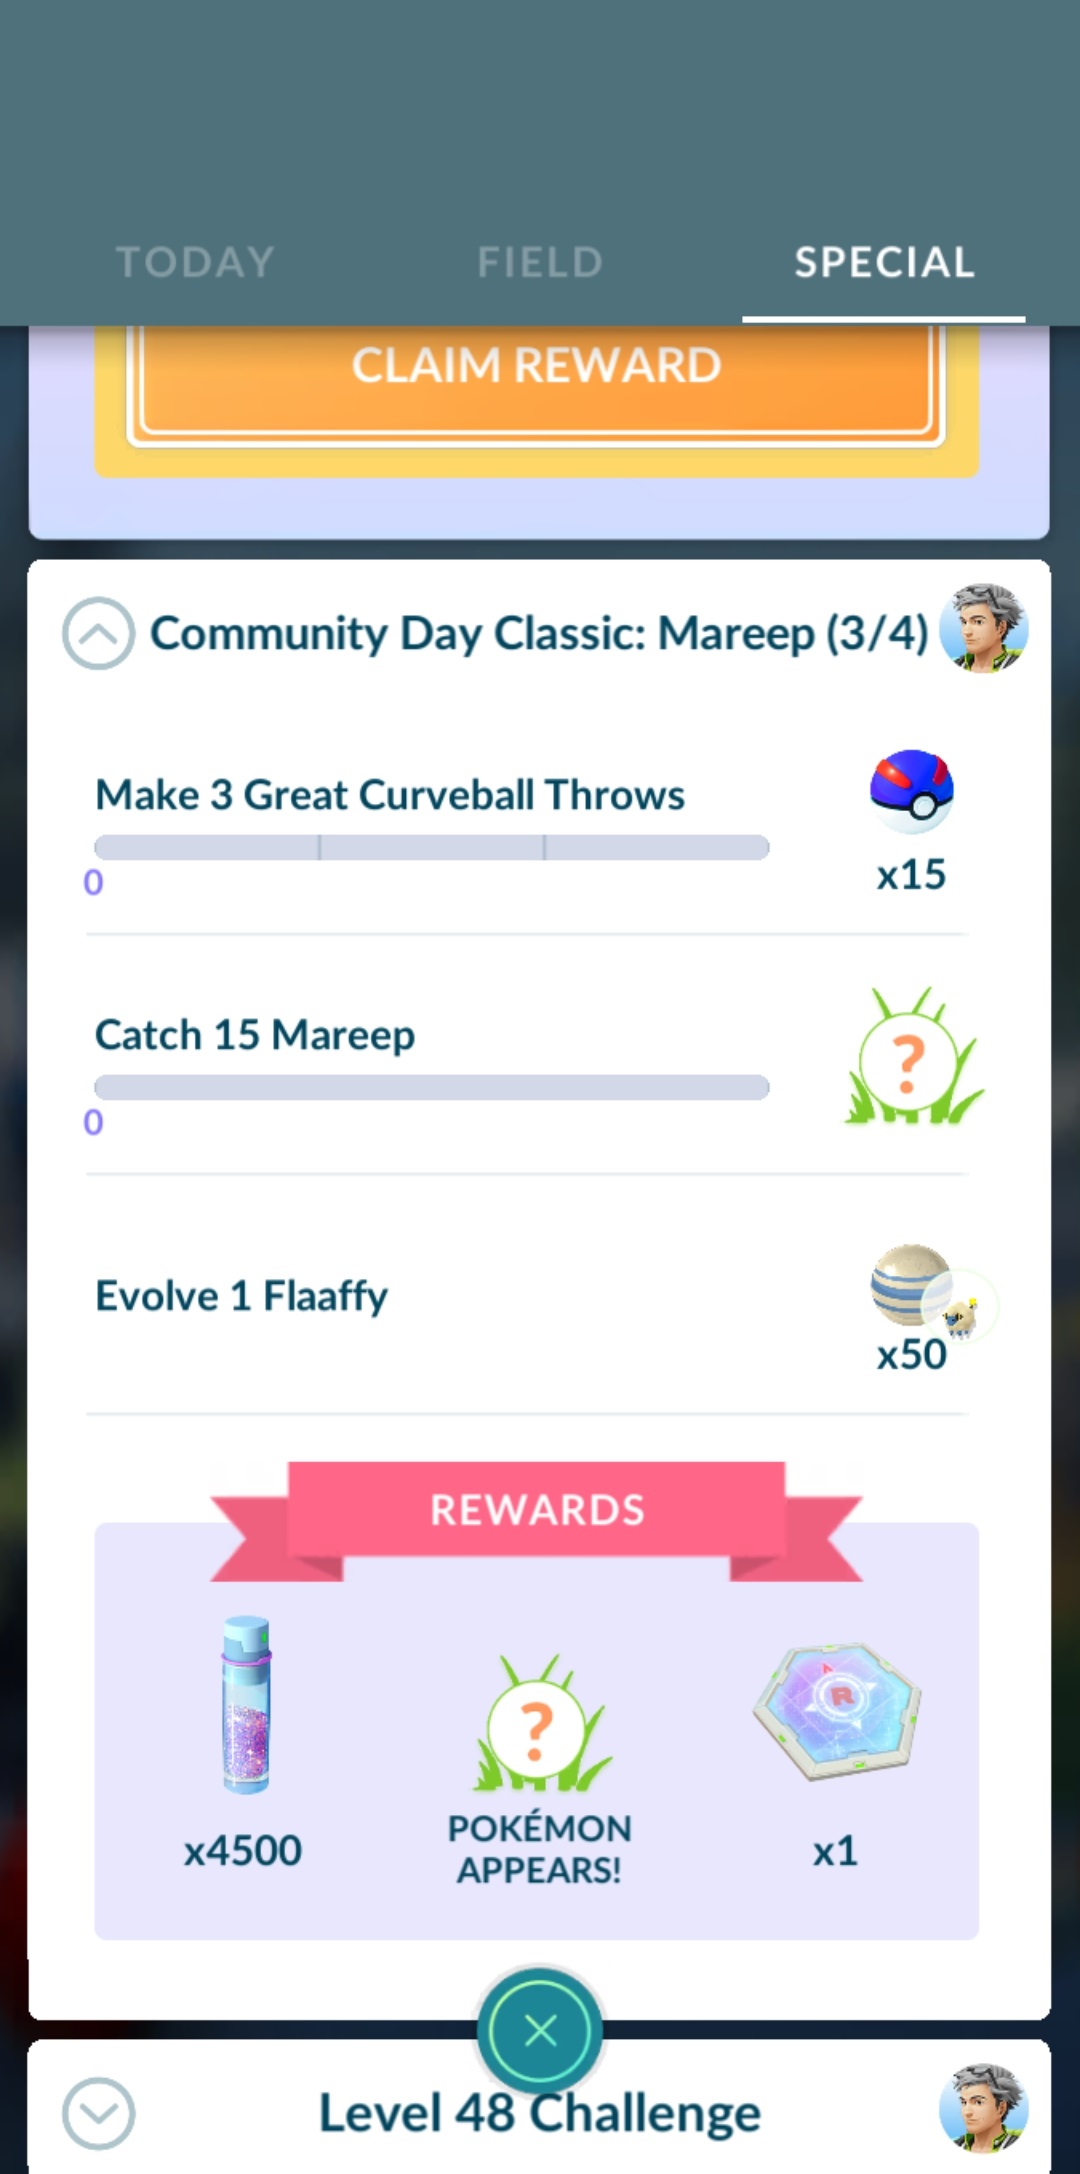 TODAY FIELD SPECIAL
CLAIM REWARD
Community Day Classic: Mareep (3/4)
Make 3 Great Curveball Throws
0
x15
Catch 15 Mareep
0
?
Evolve 1 Flaaffy
x50
REWARDS
?
R
x4500
POKÉMON
APPEARS!
x1
Level 48 Challenge